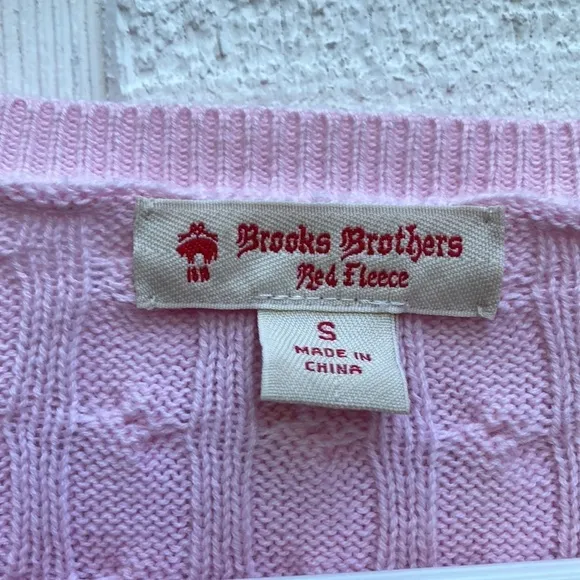 Brooks Brothers
Red Fleece
S
MADE IN
CHINA